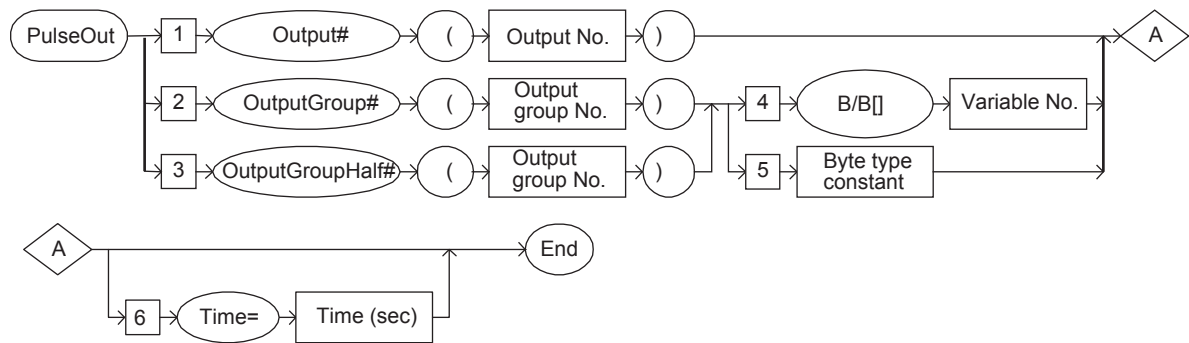 PulseOut 1 Output# ( Output No. ) A
2 OutputGroup# ( Output group No. ) 4 B/B[] Variable No.
3 OutputGroupHalf# ( Output group No. ) 5 Byte type constant
A End
6 Time= Time (sec)